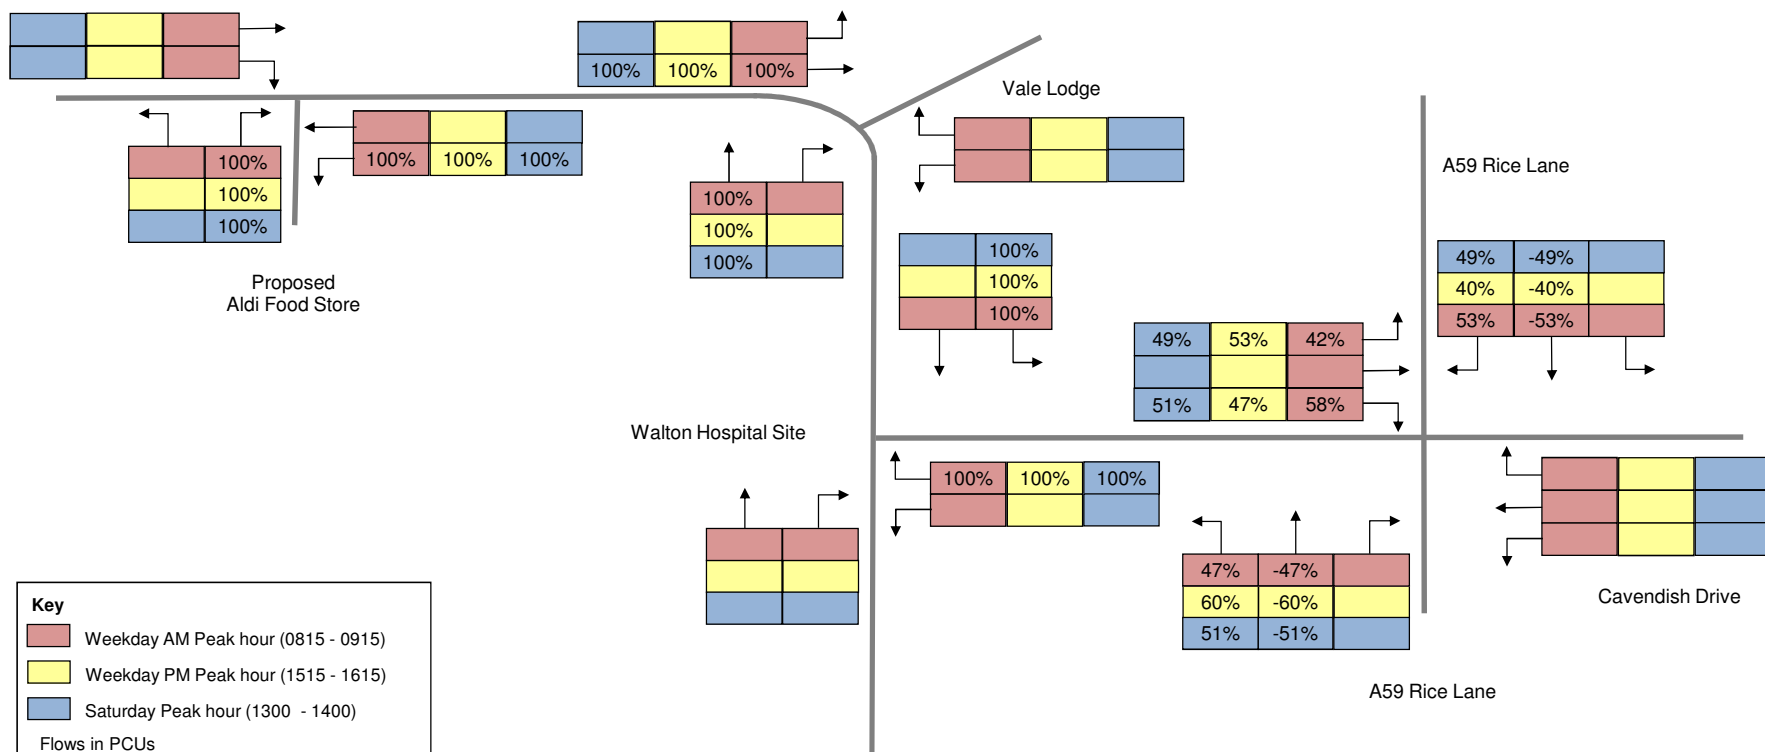 100% 100% 100%
Vale Lodge
100% 100% 100%
100%
100%
100%
A59 Rice Lane
100%
100%
100%
Proposed
Aldi Food Store
100%
100%
100%
49% -49%
40% -40%
53% -53%
49% 53% 42%
51% 47% 58%
Walton Hospital Site
100% 100% 100%
47% -47%
60% -60%
51% -51%
Cavendish Drive
A59 Rice Lane
Key
Weekday AM Peak hour (0815 - 0915)
Weekday PM Peak hour (1515 - 1615)
Saturday Peak hour (1300 - 1400)
Flows in PCUs